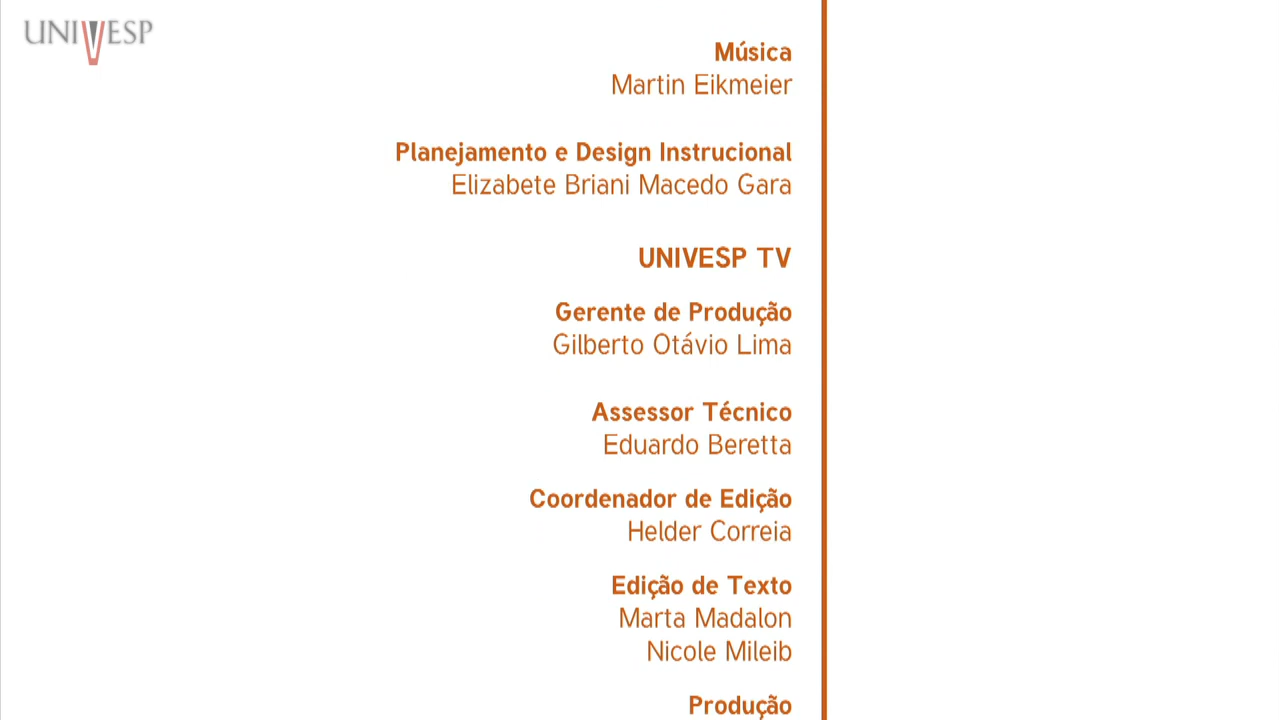 UNIVESP
Música
Martin Eikmeier
Planejamento e Design Instrucional
Elizabete Briani Macedo Gara
UNIVESP TV
Gerente de Produção
Gilberto Otávio Lima
Assessor Técnico
Eduardo Beretta
Coordenador de Edição
Helder Correia
Edição de Texto
Marta Madalon
Nicole Mileib
Produção